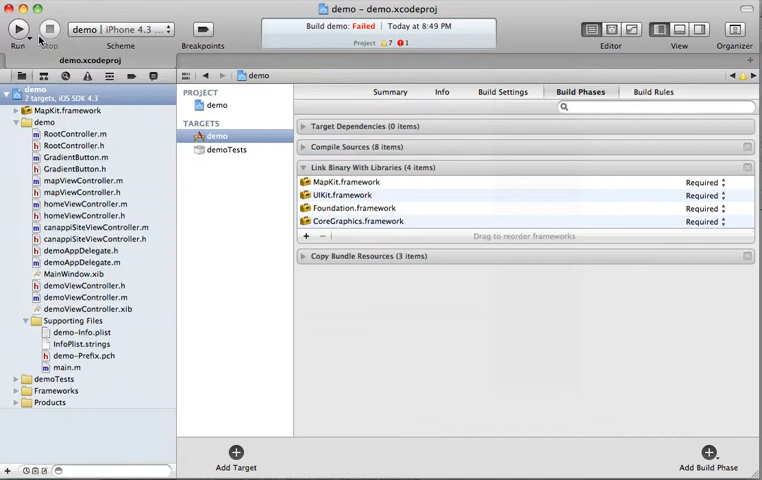 demo – demo.xcodeproj
demo | iPhone 4.3 ...
Build demo: Failed | Today at 8:49 PM
Project 7 1
Run Stop Scheme Breakpoints Editor View Organizer
demo.xcodeproj
demo
2 targets, iOS SDK 4.3
MapKit.framework
demo
RootController.m
RootController.h
GradientButton.m
GradientButton.h
mapViewController.m
mapViewController.h
homeViewController.m
homeViewController.h
canappiSiteViewController.m
canappiSiteViewController.h
demoAppDelegate.h
demoAppDelegate.m
MainWindow.xib
demoViewController.h
demoViewController.m
demoViewController.xib
Supporting Files
demo-Info.plist
InfoPlist.strings
demo-Prefix.pch
main.m
demoTests
Frameworks
Products
demo
PROJECT
demo
TARGETS
demo
demoTests
Summary Info Build Settings Build Phases Build Rules
Target Dependencies (0 items)
Compile Sources (8 items)
Link Binary With Libraries (4 items)
MapKit.framework Required
UIKit.framework Required
Foundation.framework Required
CoreGraphics.framework Required
+ − Drag to reorder frameworks
Copy Bundle Resources (3 items)
Add Target Add Build Phase